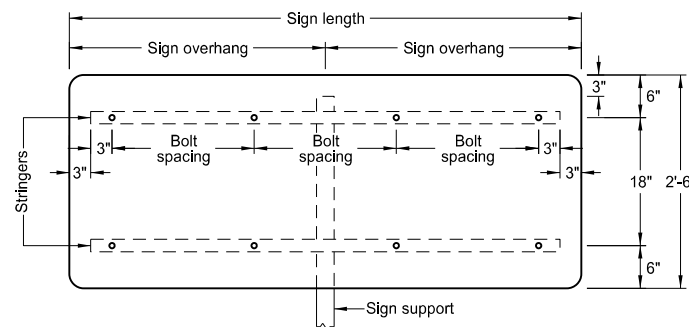 Sign length
Sign overhang
Sign overhang
3"
6"
Stringers
3"
Bolt
spacing
Bolt
spacing
Bolt
spacing
3"
3"
3"
18"
2'-6
6"
Sign support